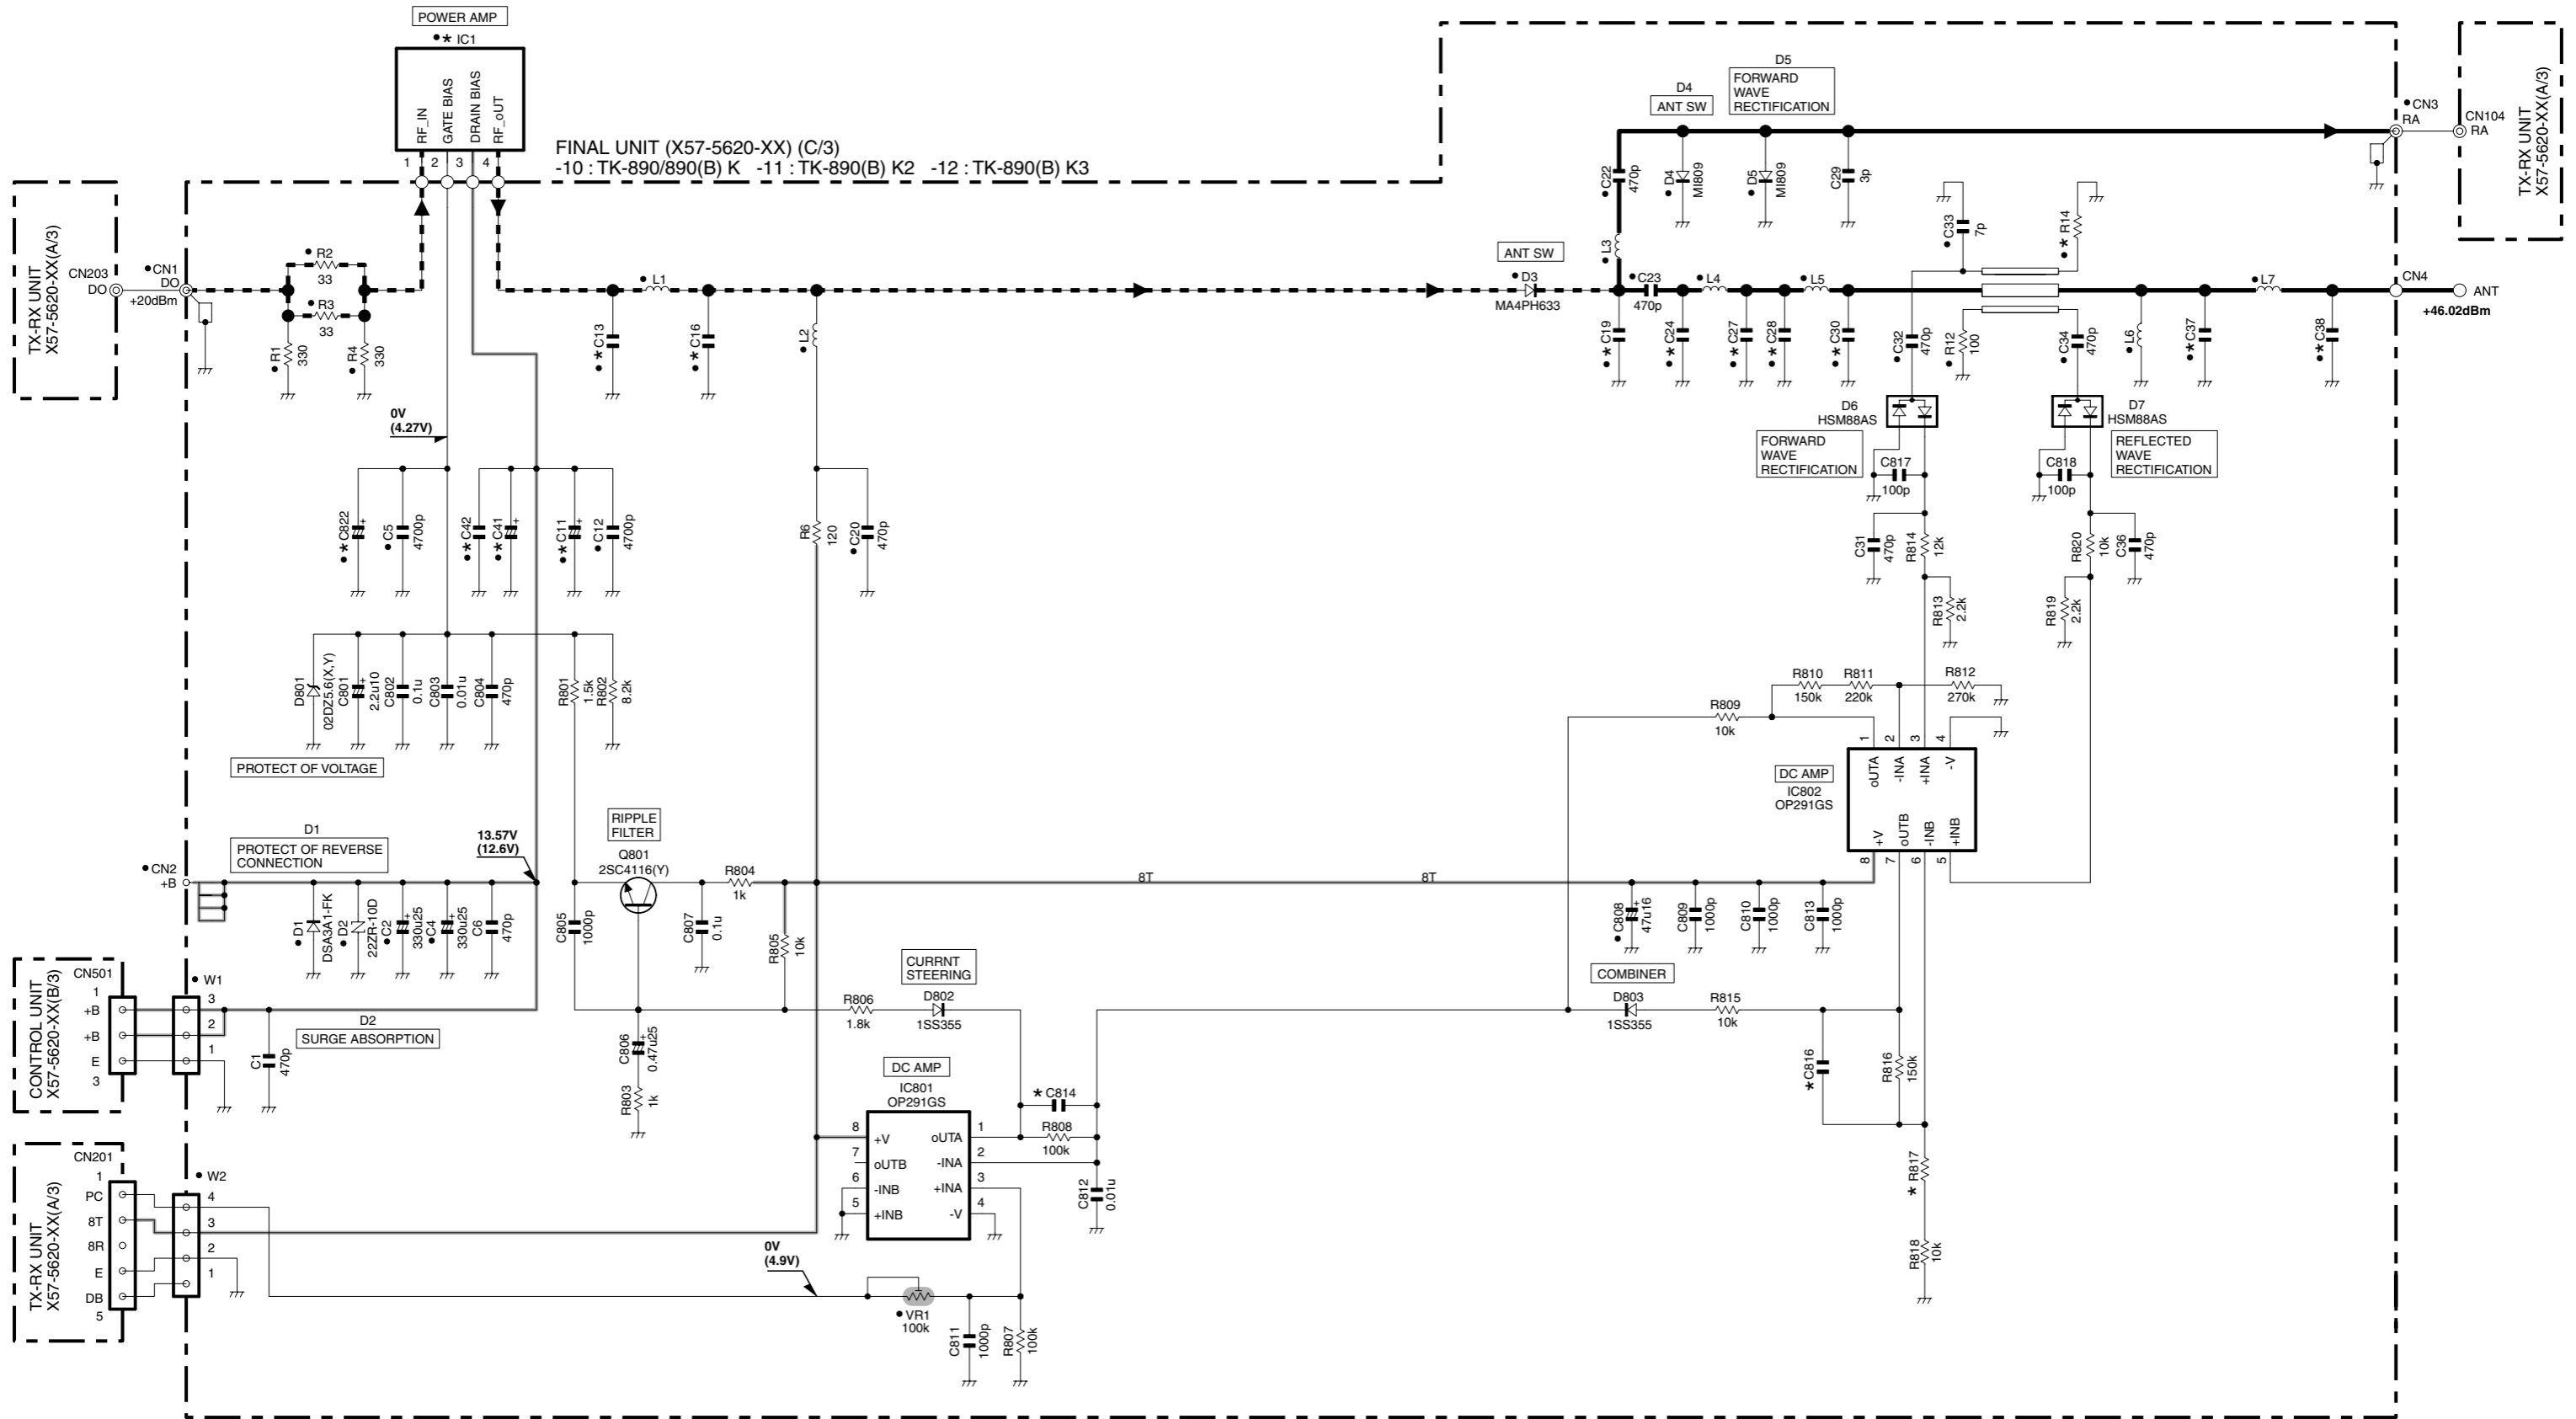 POWER AMP
•* IC1
RF_IN
GATE BIAS
DRAIN BIAS
RF_oUT
1 2 3 4
FINAL UNIT (X57-5620-XX) (C/3)
-10 : TK-890/890(B) K -11 : TK-890(B) K2 -12 : TK-890(B) K3
TX-RX UNIT
X57-5620-XX(A/3)
CN203
DO
•CN1
DO
+20dBm
• R2
33
• R3
33
• R1
330
• R4
330
• L1
•*C13
•*C16
• L2
ANT SW
• D3
MA4PH633
D4
ANT SW
D5
FORWARD
WAVE
RECTIFICATION
• C22
470p
• D4
MI809
• D5
MI809
C29
3p
• L3
•C23
470p
• L4
• L5
•*C19
•*C24
•*C27
•*C28
•*C30
•C33
7p
•* R14
•C32
470p
•R12
100
•C34
470p
•L6
•*C37
• L7
•*C38
•CN3
RA
CN104
RA
TX-RX UNIT
X57-5620-XX(A/3)
CN4
ANT
+46.02dBm
0V
(4.27V)
•*C822
+
•C5
4700p
•*C42
•*C41
+
•*C11
+
•C12
4700p
R6
120
•C20
470p
D6
HSM88AS
D7
HSM88AS
FORWARD
WAVE
RECTIFICATION
REFLECTED
WAVE
RECTIFICATION
C817
100p
C818
100p
C31
470p
R814
12k
R820
10k
C36
470p
R813
2.2k
R819
2.2k
D801
02DZ5.6(X,Y)
C801
2.2u10
+
C802
0.1u
C803
0.01u
C804
470p
R801
1.5k
R802
8.2k
PROTECT OF VOLTAGE
R809
10k
R810
150k
R811
220k
R812
270k
1 2 3 4
oUTA
-INA
+INA
-V
DC AMP
IC802
OP291GS
+V
oUTB
-INB
+INB
8 7 6 5
D1
PROTECT OF REVERSE
CONNECTION
13.57V
(12.6V)
•CN2
+B
• D1
DSA3A1-FK
• D2
22ZR-10D
•C2
330u25
+
•C4
330u25
+
C6
470p
RIPPLE
FILTER
Q801
2SC4116(Y)
R804
1k
C805
1000p
C807
0.1u
R805
10k
8T
8T
•C808
47u16
+
C809
1000p
C810
1000p
C813
1000p
CONTROL UNIT
X57-5620-XX(B/3)
CN501
1
+B
+B
E
3
• W1
3
2
1
C1
470p
D2
SURGE ABSORPTION
C806
0.47u25
+
R803
1k
CURRNT
STEERING
R806
1.8k
D802
1SS355
COMBINER
D803
1SS355
R815
10k
*C816
R816
150k
DC AMP
IC801
OP291GS
8 +V
7 oUTB
6 -INB
5 +INB
oUTA 1
-INA 2
+INA 3
-V 4
* C814
R808
100k
C812
0.01u
* R817
R818
10k
TX-RX UNIT
X57-5620-XX(A/3)
CN201
1
PC
8T
8R
E
DB
5
• W2
4
3
2
1
0V
(4.9V)
• VR1
100k
C811
1000p
R807
100k